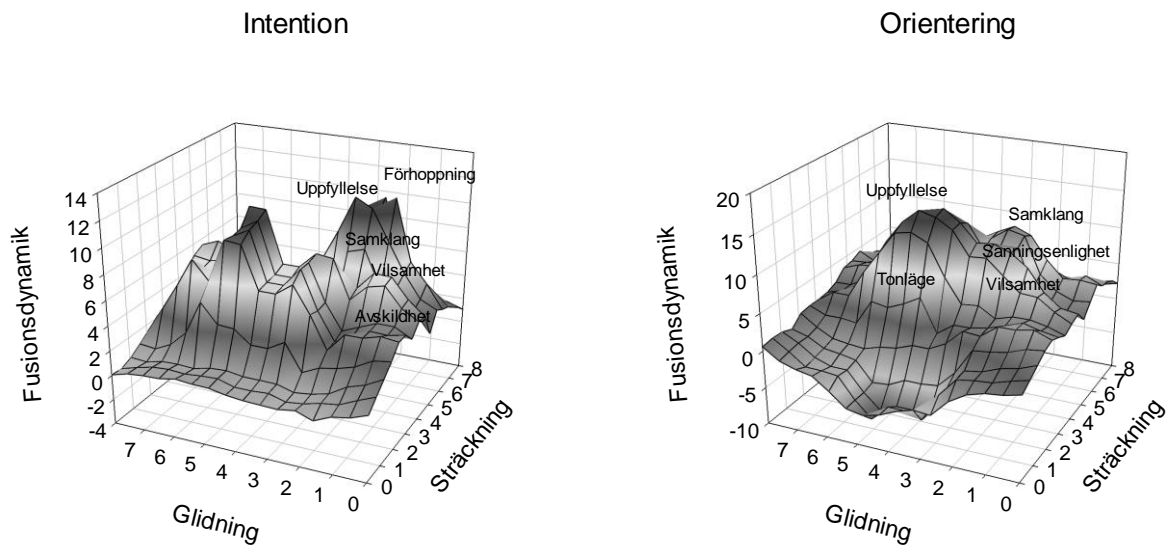 Intention
Förhoppning
Uppfyllelse
Samklang
Vilsamhet
Avskildhet
Fusionsdynamik
14
12
10
8
6
4
2
0
-2
-4
7
6
5
4
3
2
1
0
Glidning
0
1
2
3
4
5
6
7
8
Sträckning
Orientering
Uppfyllelse
Samklang
Sanningsenlighet
Tonläge
Vilsamhet
Fusionsdynamik
20
15
10
5
0
-5
-10
7
6
5
4
3
2
1
0
Glidning
0
1
2
3
4
5
6
7
8
Sträckning